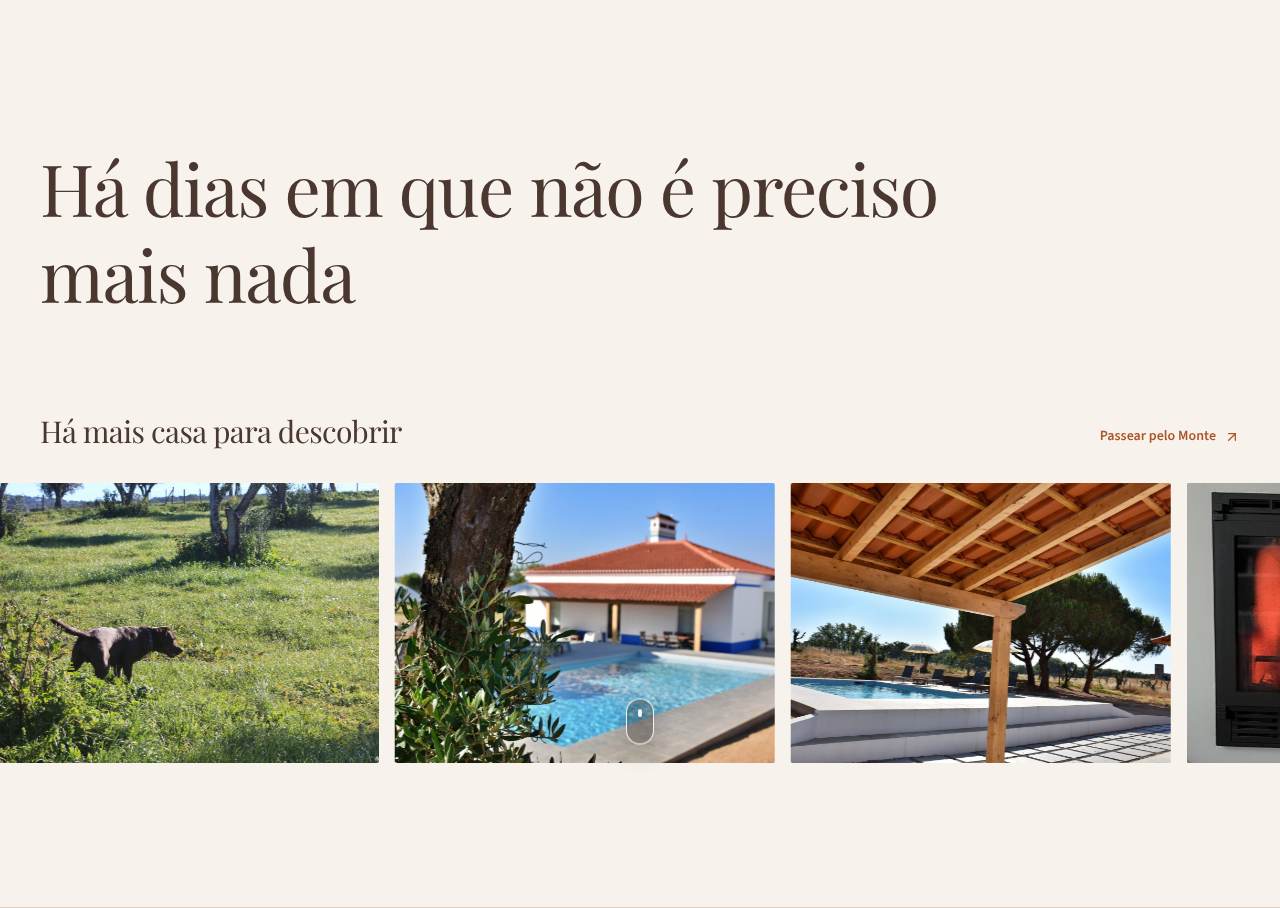 Há dias em que não é preciso
mais nada
Há mais casa para descobrir
Passear pelo Monte